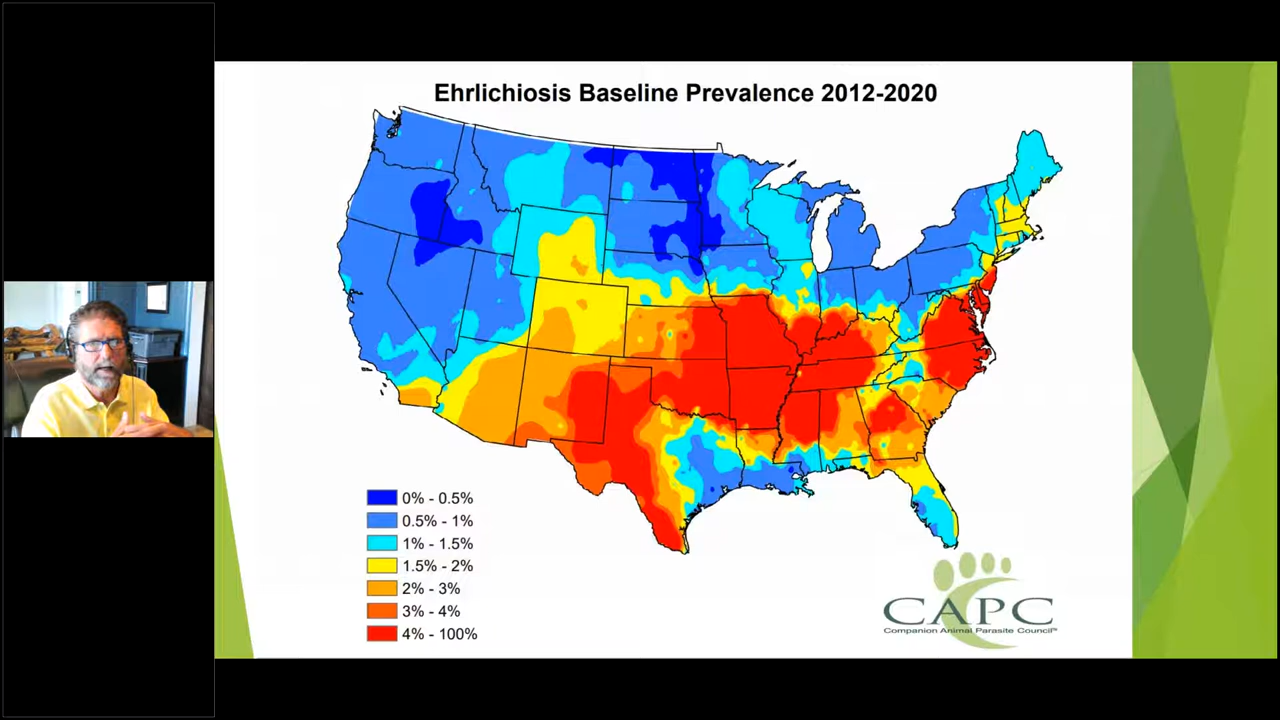 Ehrlichiosis Baseline Prevalence 2012-2020
0% - 0.5%
0.5% - 1%
1% - 1.5%
1.5% - 2%
2% - 3%
3% - 4%
4% - 100%
CAPC
Companion Animal Parasite Council™